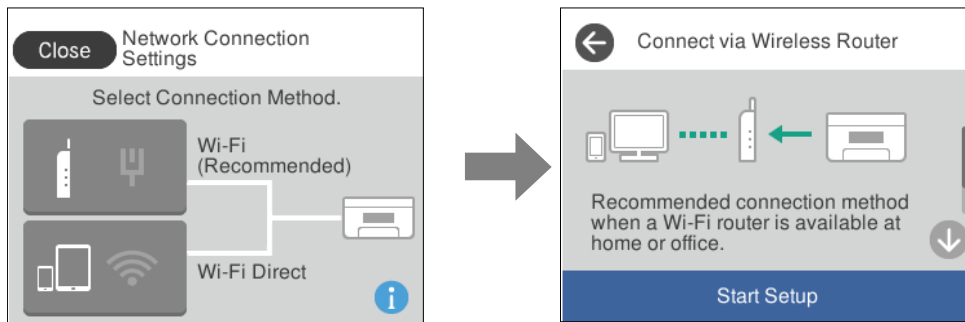 Close
Network Connection
Settings
Select Connection Method.
Wi-Fi
(Recommended)
Wi-Fi Direct
i
Connect via Wireless Router
Recommended connection method
when a Wi-Fi router is available at
home or office.
Start Setup